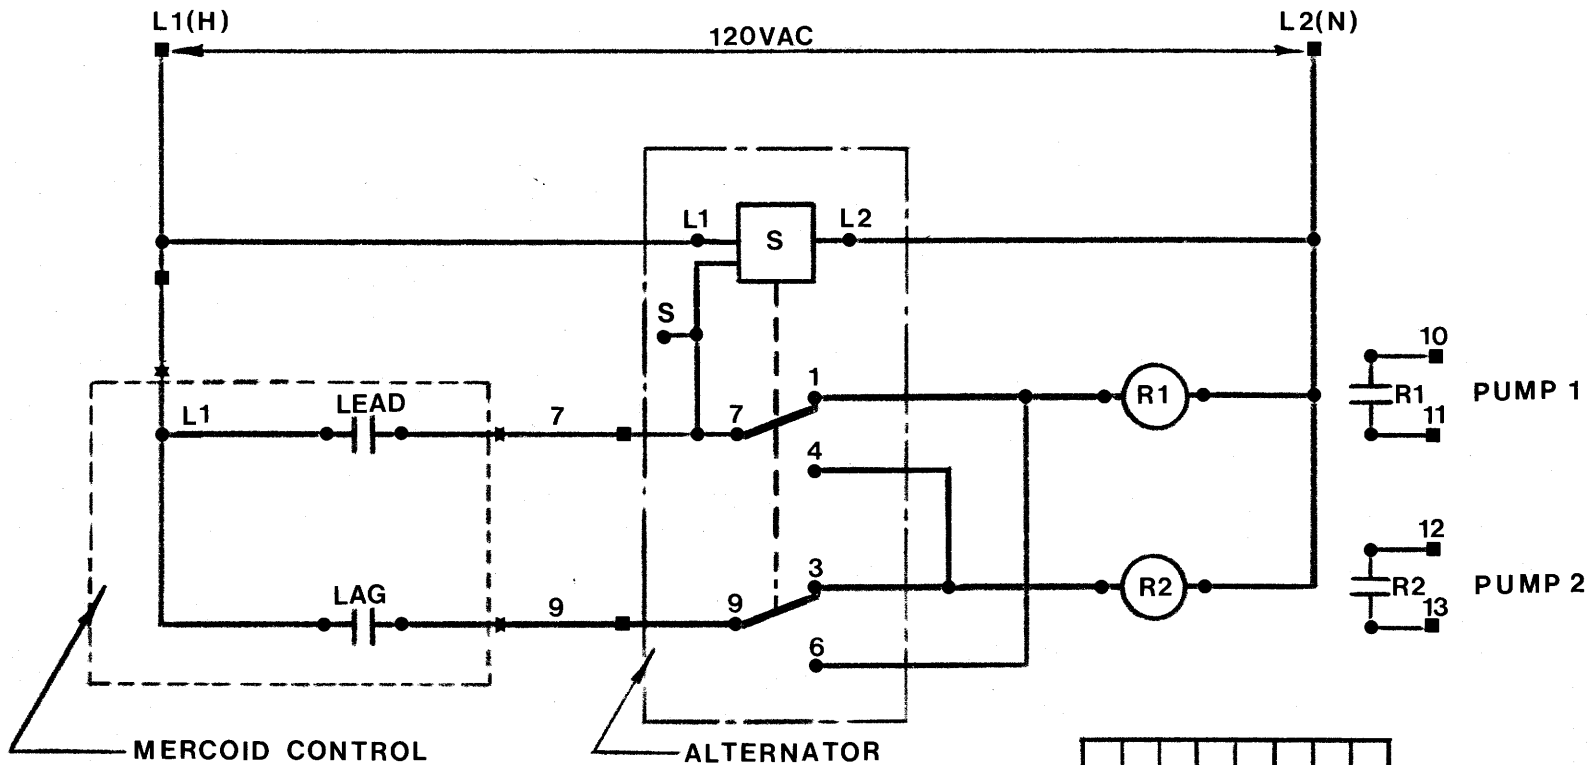 L1(H)
L2(N)
120VAC
L1
S
L2
S
10
1
R1
R1
PUMP 1
L1
LEAD
7
7
11
4
12
3
R2
R2
PUMP 2
LAG
9
9
13
6
MERCOID CONTROL
ALTERNATOR